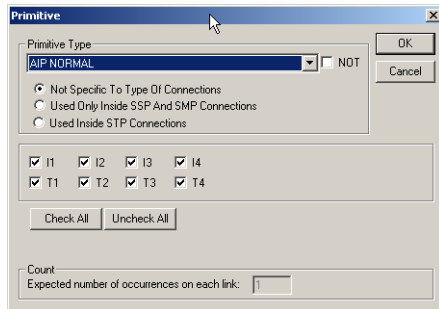 Primitive
Primitive Type
AIP NORMAL
NOT
OK
Cancel
Not Specific To Type Of Connections
Used Only Inside SSP And SMP Connections
Used Inside STP Connections
I1 I2 I3 I4
T1 T2 T3 T4
Check All Uncheck All
Count
Expected number of occurrences on each link: 1